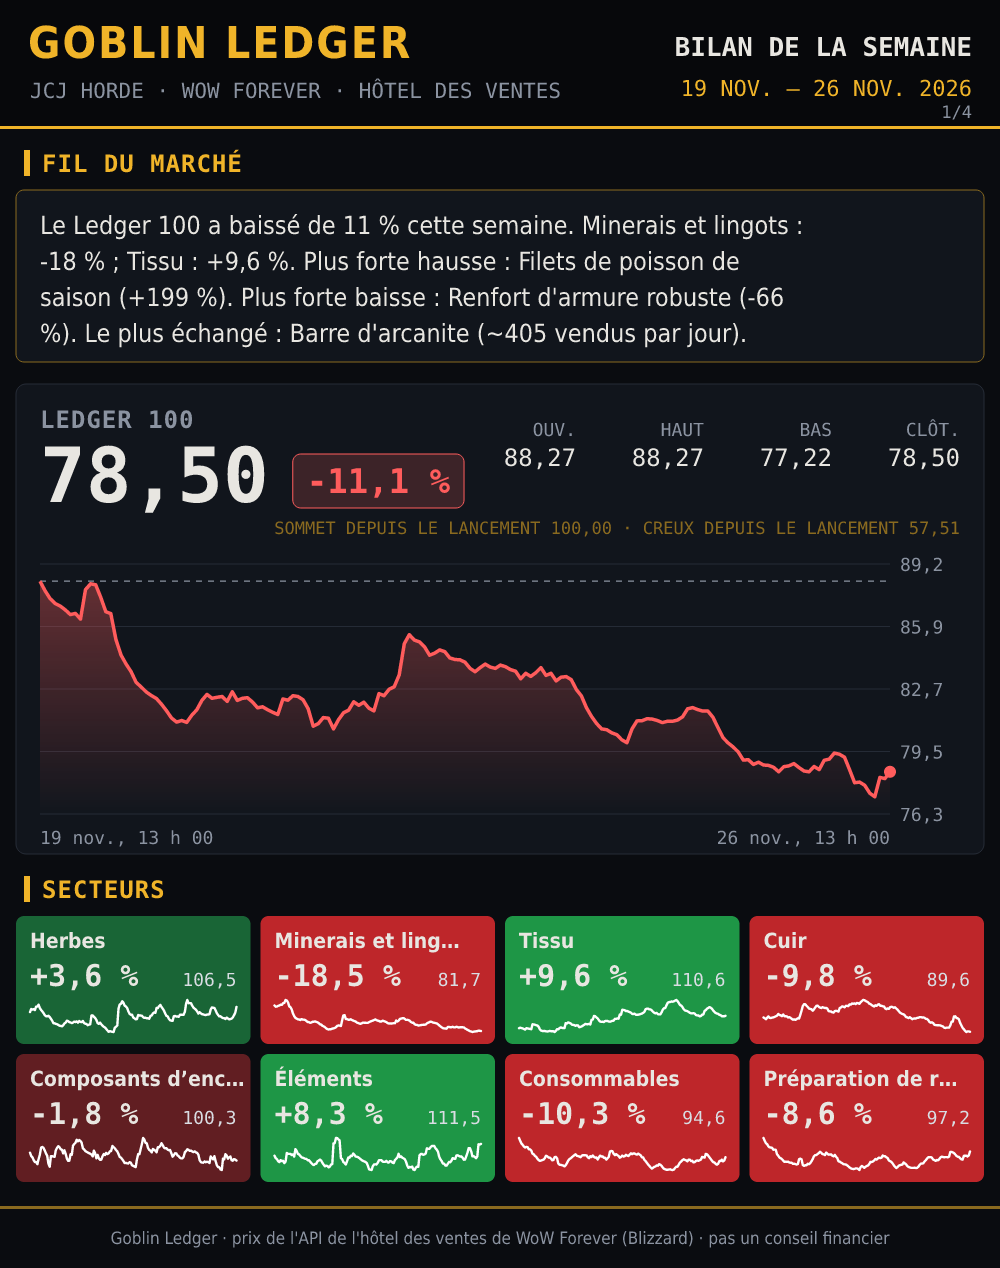 GOBLIN LEDGER
JCJ HORDE · WOW FOREVER · HÔTEL DES VENTES
BILAN DE LA SEMAINE
19 NOV. – 26 NOV. 2026
1/4
FIL DU MARCHÉ
Le Ledger 100 a baissé de 11 % cette semaine. Minerais et lingots :
-18 % ; Tissu : +9,6 %. Plus forte hausse : Filets de poisson de
saison (+199 %). Plus forte baisse : Renfort d'armure robuste (-66
%). Le plus échangé : Barre d'arcanite (~405 vendus par jour).
LEDGER 100
78,50
-11,1 %
OUV. HAUT BAS CLÔT.
88,27 88,27 77,22 78,50
SOMMET DEPUIS LE LANCEMENT 100,00 · CREUX DEPUIS LE LANCEMENT 57,51
89,2
85,9
82,7
79,5
76,3
19 nov., 13 h 00
26 nov., 13 h 00
SECTEURS
Herbes
+3,6 % 106,5
Minerais et ling…
-18,5 % 81,7
Tissu
+9,6 % 110,6
Cuir
-9,8 % 89,6
Composants d’enc…
-1,8 % 100,3
Éléments
+8,3 % 111,5
Consommables
-10,3 % 94,6
Préparation de r…
-8,6 % 97,2
Goblin Ledger · prix de l'API de l'hôtel des ventes de WoW Forever (Blizzard) · pas un conseil financier